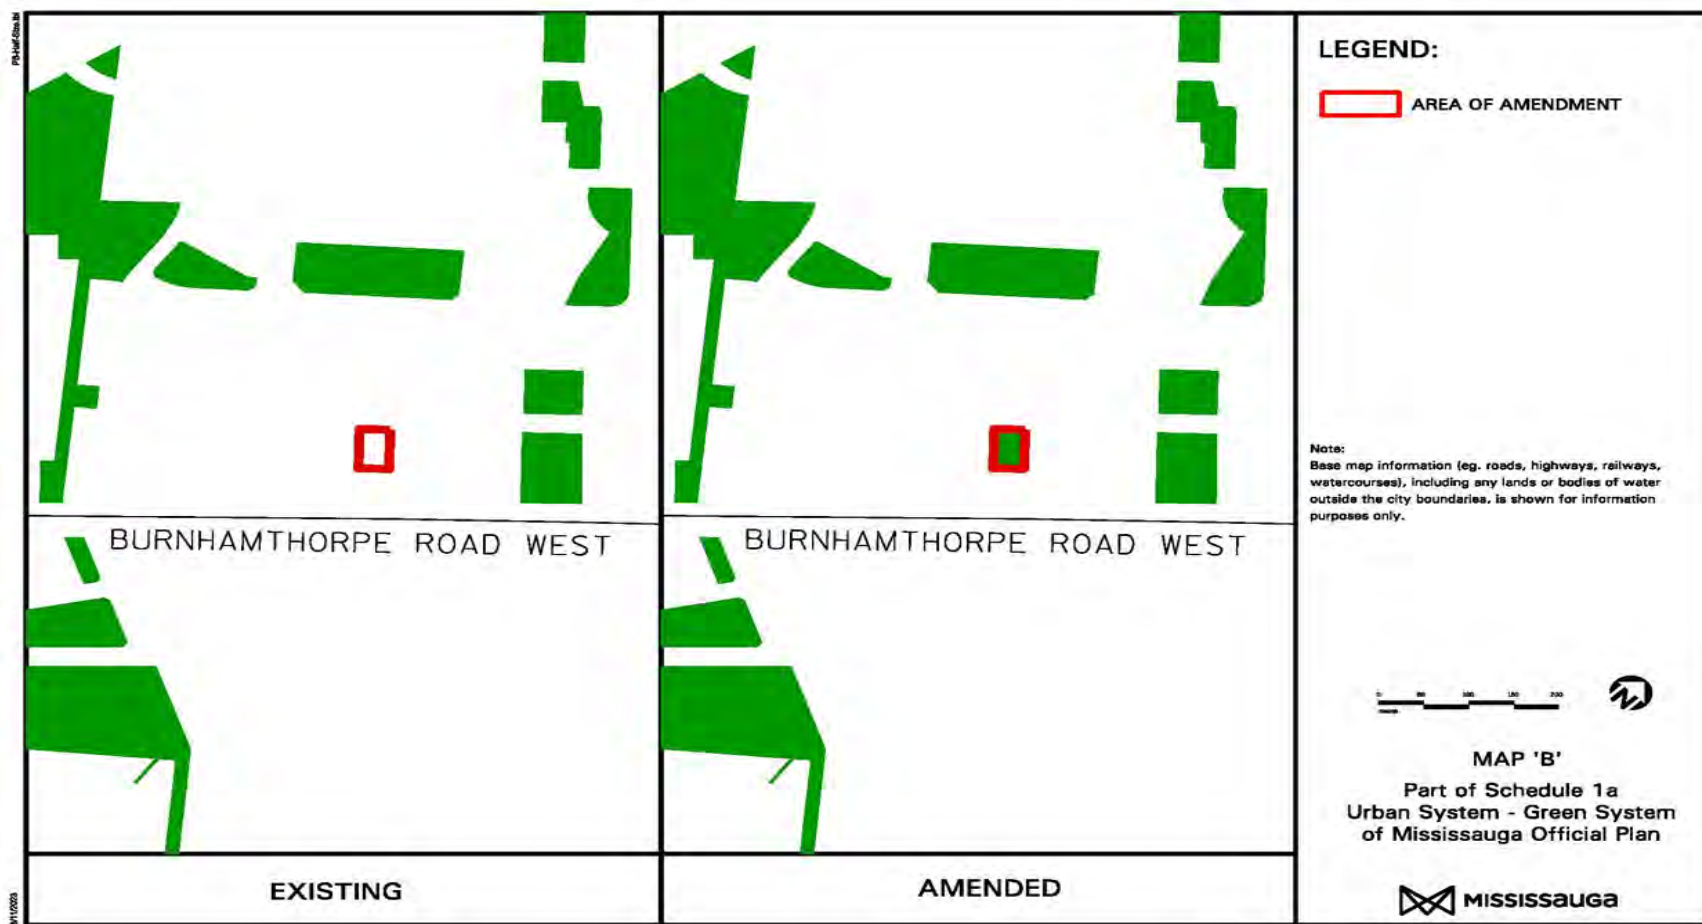 BURNHAMTHORPE ROAD WEST
EXISTING
BURNHAMTHORPE ROAD WEST
AMENDED
LEGEND:
AREA OF AMENDMENT
Note:
Base map information (eg. roads, highways, railways,
watercourses), including any lands or bodies of water
outside the city boundaries, is shown for information
purposes only.
MAP 'B'
Part of Schedule 1a
Urban System - Green System
of Mississauga Official Plan
MISSISSauGa